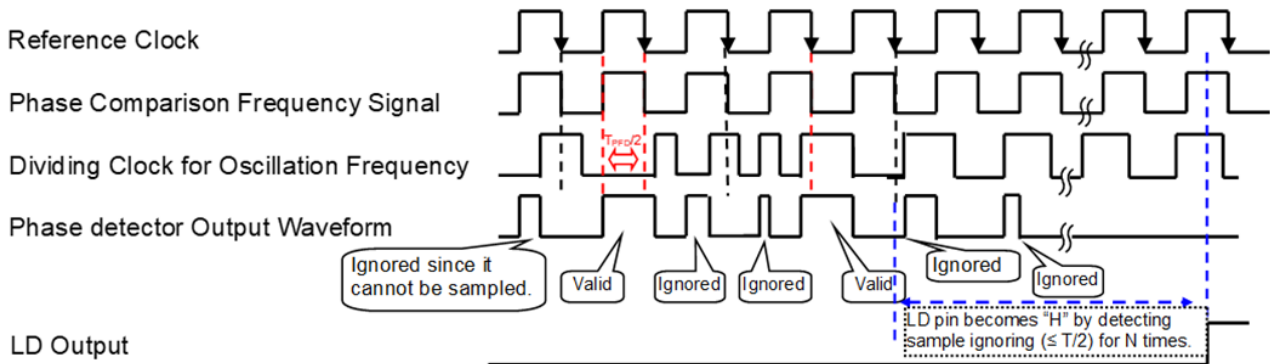 Reference Clock
Phase Comparison Frequency Signal
T_PFD/2
Dividing Clock for Oscillation Frequency
Phase detector Output Waveform
Ignored since it
cannot be sampled.
Valid
Ignored
Ignored
Valid
Ignored
Ignored
LD pin becomes “H” by detecting
sample ignoring (≤ T/2) for N times.
LD Output